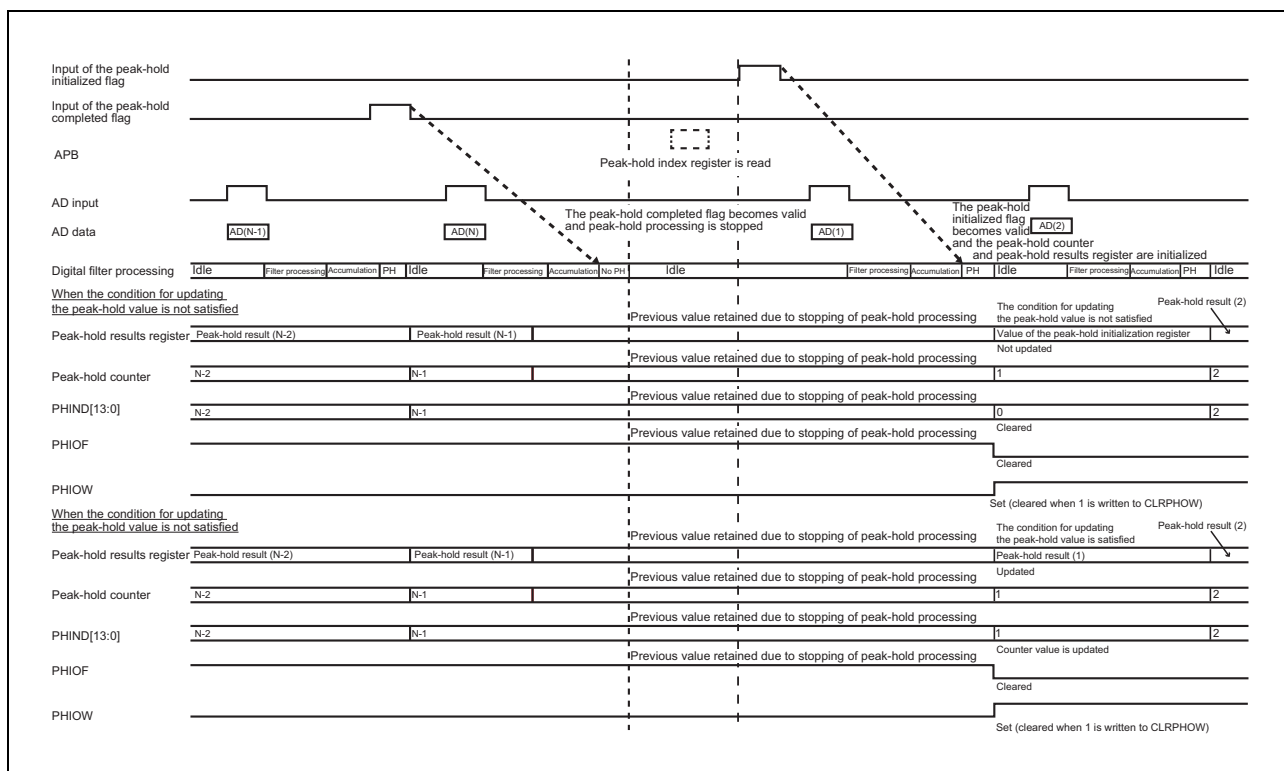 Input of the peak-hold
initialized flag
Input of the peak-hold
completed flag
APB
Peak-hold index register is read
AD input
The peak-hold completed flag becomes valid
and peak-hold processing is stopped
The peak-hold
initialized flag
becomes valid
and the peak-hold counter
and peak-hold results register are initialized
AD data
AD(N-1)
AD(N)
AD(1)
AD(2)
Digital filter processing
Idle
Filter processing
Accumulation
PH
Idle
Filter processing
Accumulation
No PH
Idle
Filter processing
Accumulation
PH
Idle
Filter processing
Accumulation
PH
Idle
When the condition for updating
the peak-hold value is not satisfied
Previous value retained due to stopping of peak-hold processing
The condition for updating
the peak-hold value is not satisfied
Peak-hold result (2)
Peak-hold results register
Peak-hold result (N-2)
Peak-hold result (N-1)
Value of the peak-hold initialization register
Not updated
Previous value retained due to stopping of peak-hold processing
Peak-hold counter
N-2
N-1
1
2
Previous value retained due to stopping of peak-hold processing
PHIND[13:0]
N-2
N-1
0
2
Cleared
Previous value retained due to stopping of peak-hold processing
PHIOF
Cleared
PHIOW
Set (cleared when 1 is written to CLRPHOW)
When the condition for updating
the peak-hold value is not satisfied
Previous value retained due to stopping of peak-hold processing
The condition for updating
the peak-hold value is satisfied
Peak-hold result (2)
Peak-hold results register
Peak-hold result (N-2)
Peak-hold result (N-1)
Peak-hold result (1)
Updated
Previous value retained due to stopping of peak-hold processing
Peak-hold counter
N-2
N-1
1
2
Previous value retained due to stopping of peak-hold processing
PHIND[13:0]
N-2
N-1
1
2
Counter value is updated
Previous value retained due to stopping of peak-hold processing
PHIOF
Cleared
PHIOW
Set (cleared when 1 is written to CLRPHOW)